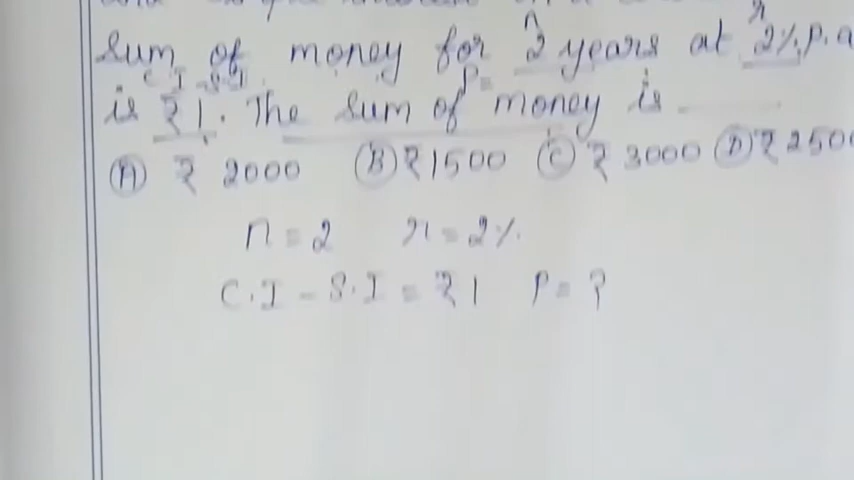 sum of money for 2 years at 2% p.a
n r
C.I - S.I P=
is ₹1. The sum of money is
(A) ₹ 2000 (B) ₹1500 (C) ₹ 3000 (D) ₹2500
n = 2 r = 2%
C.I - S.I = ₹1 P = ?